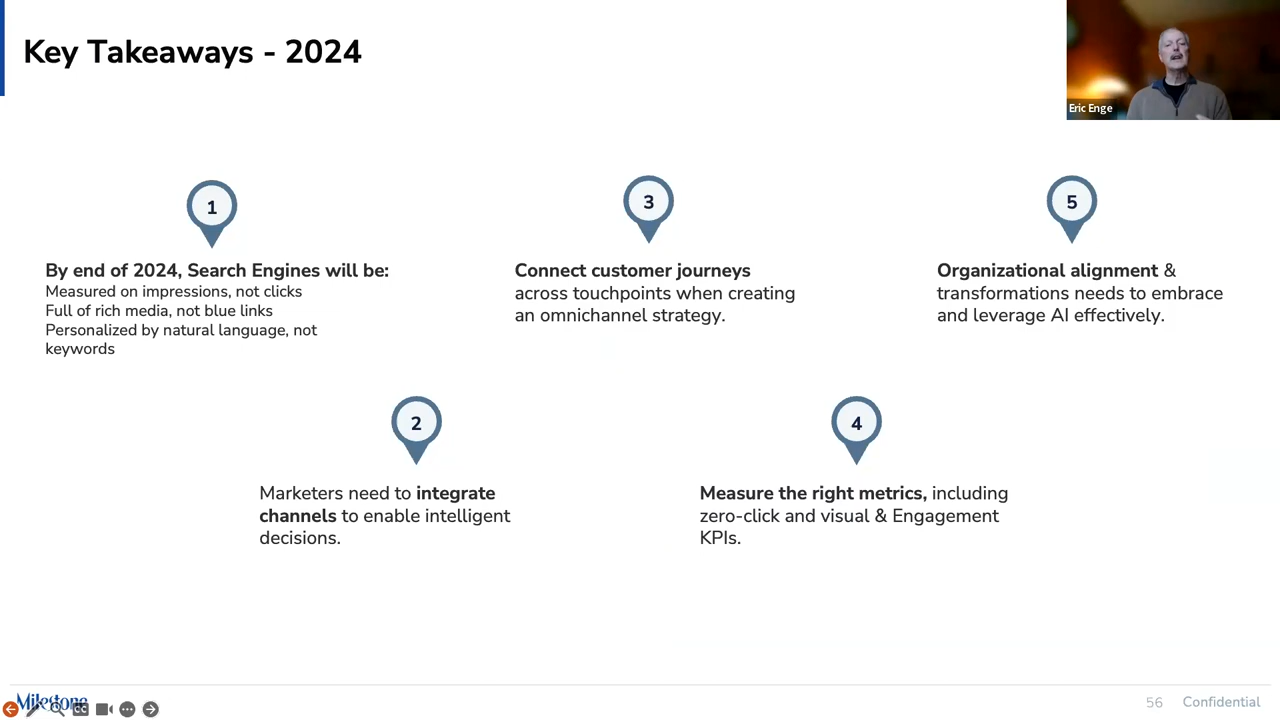 Key Takeaways - 2024
Eric Enge
1
By end of 2024, Search Engines will be:
Measured on impressions, not clicks
Full of rich media, not blue links
Personalized by natural language, not
keywords
2
Marketers need to integrate
channels to enable intelligent
decisions.
3
Connect customer journeys
across touchpoints when creating
an omnichannel strategy.
4
Measure the right metrics, including
zero-click and visual & Engagement
KPIs.
5
Organizational alignment &
transformations needs to embrace
and leverage AI effectively.
Milestone
CC
56
Confidential